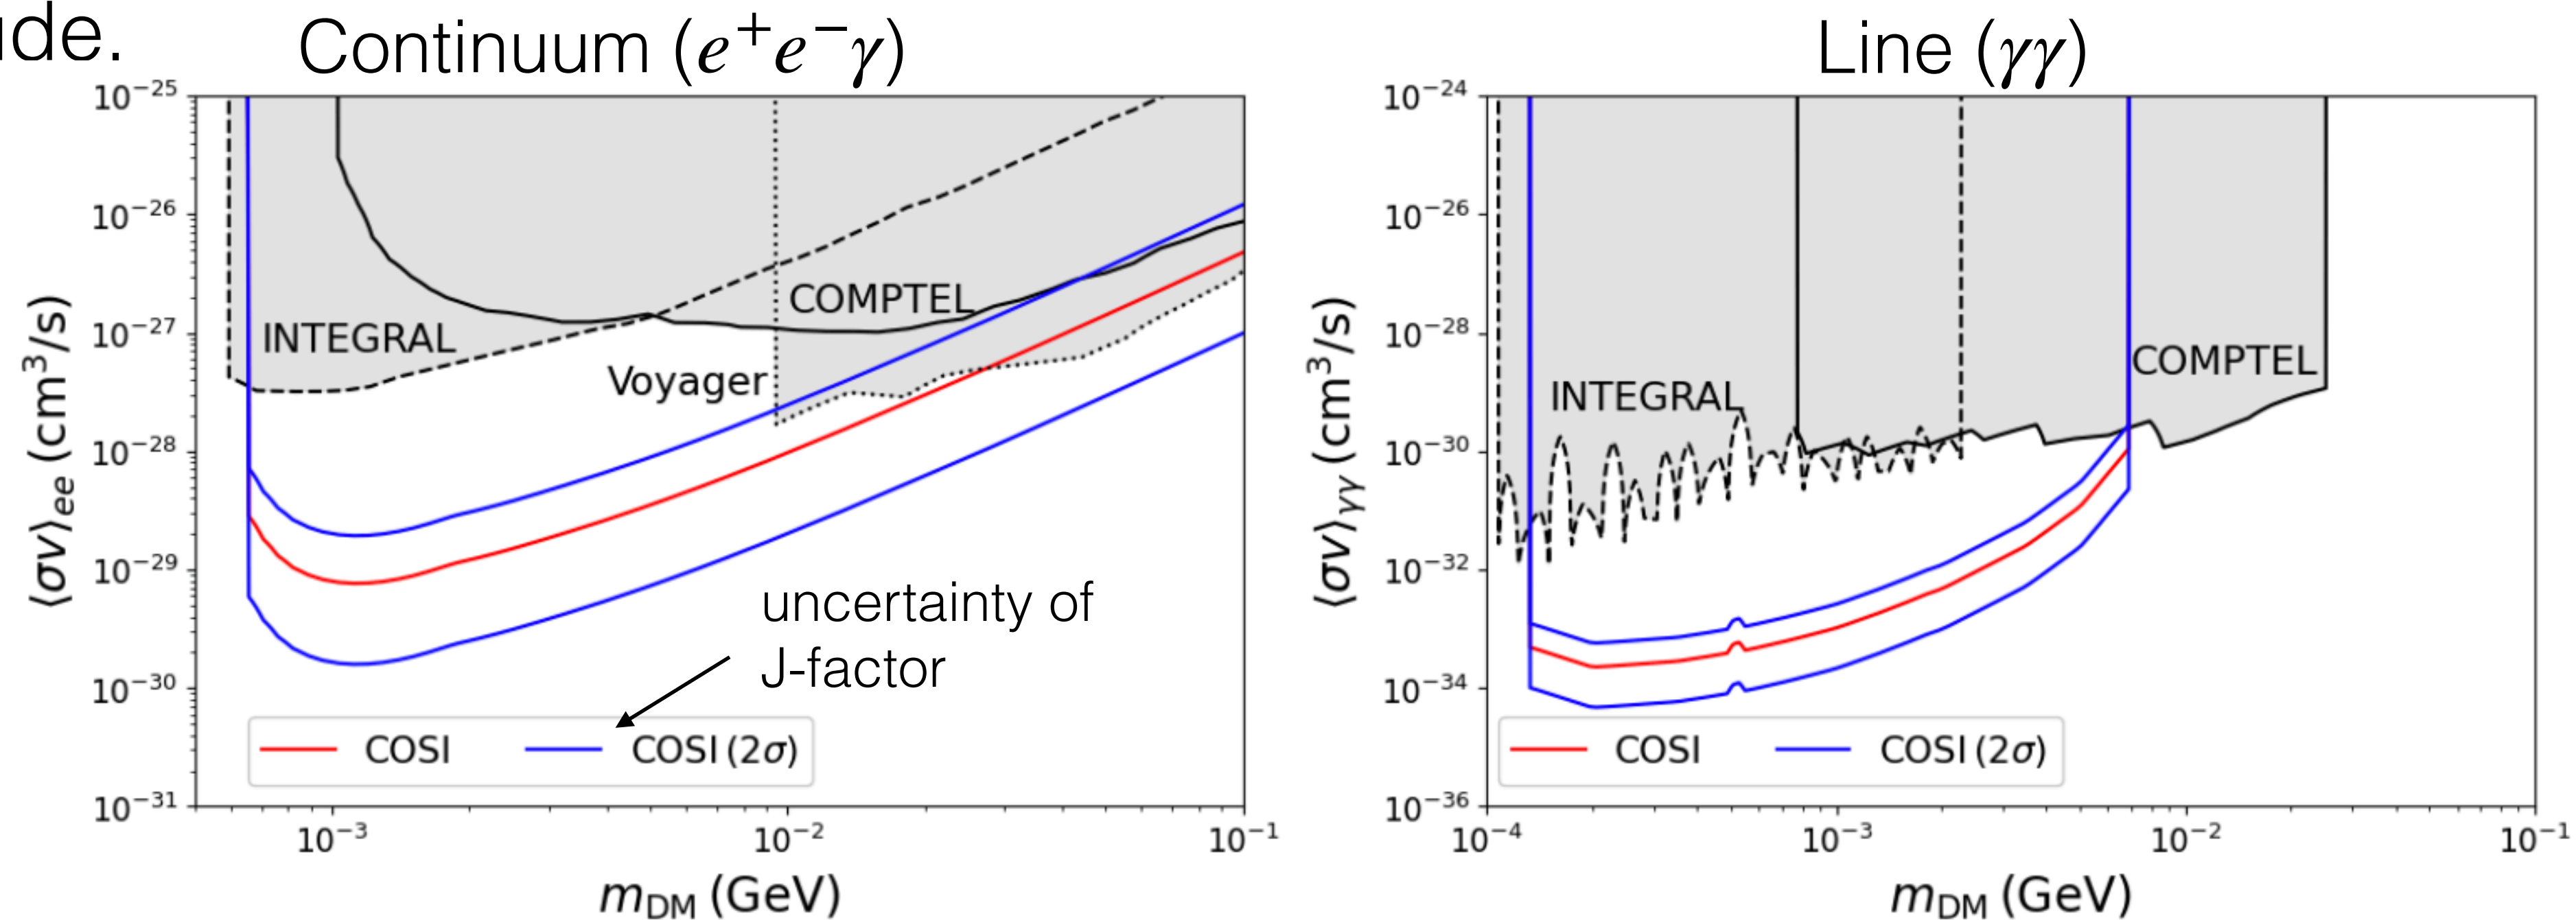 ude.
Continuum (e⁺e⁻γ)
Line (γγ)
10⁻²⁵
10⁻²⁶
10⁻²⁷
10⁻²⁸
10⁻²⁹
10⁻³⁰
10⁻³¹
⟨σv⟩ₑₑ (cm³/s)
INTEGRAL
COMPTEL
Voyager
uncertainty of
J-factor
COSI COSI (2σ)
10⁻³ 10⁻² 10⁻¹
m_DM (GeV)
10⁻²⁴
10⁻²⁶
10⁻²⁸
10⁻³⁰
10⁻³²
10⁻³⁴
10⁻³⁶
⟨σv⟩γγ (cm³/s)
COMPTEL
INTEGRAL
COSI COSI (2σ)
10⁻⁴ 10⁻³ 10⁻² 10⁻¹
m_DM (GeV)